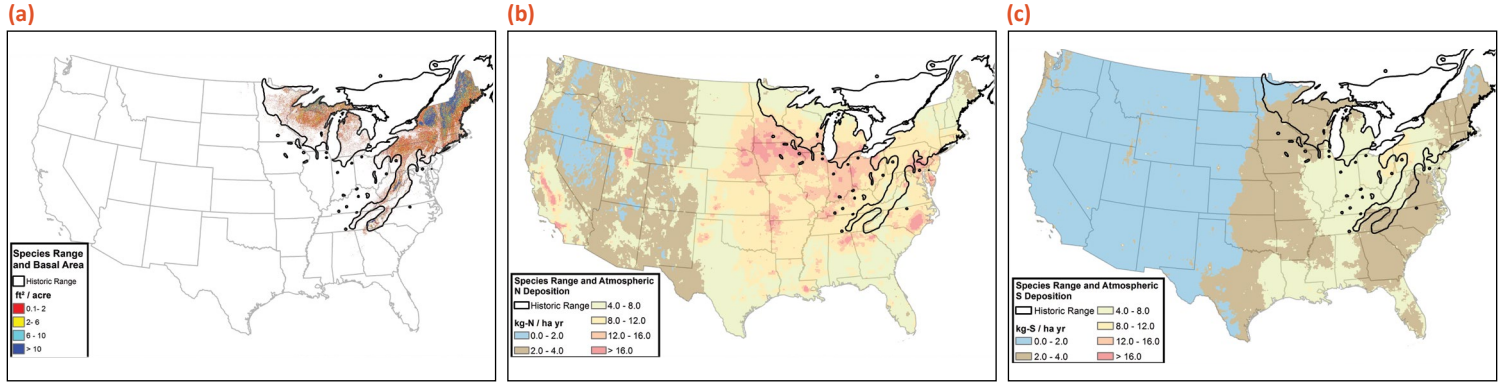 (a)
Species Range
and Basal Area
Historic Range
ft² / acre
0.1- 2
2- 6
6 - 10
> 10
(b)
Species Range and Atmospheric
N Deposition
Historic Range
kg-N / ha yr
0.0 - 2.0
2.0 - 4.0
4.0 - 8.0
8.0 - 12.0
12.0 - 16.0
> 16.0
(c)
Species Range and Atmospheric
S Deposition
Historic Range
kg-S / ha yr
0.0 - 2.0
2.0 - 4.0
4.0 - 8.0
8.0 - 12.0
12.0 - 16.0
> 16.0